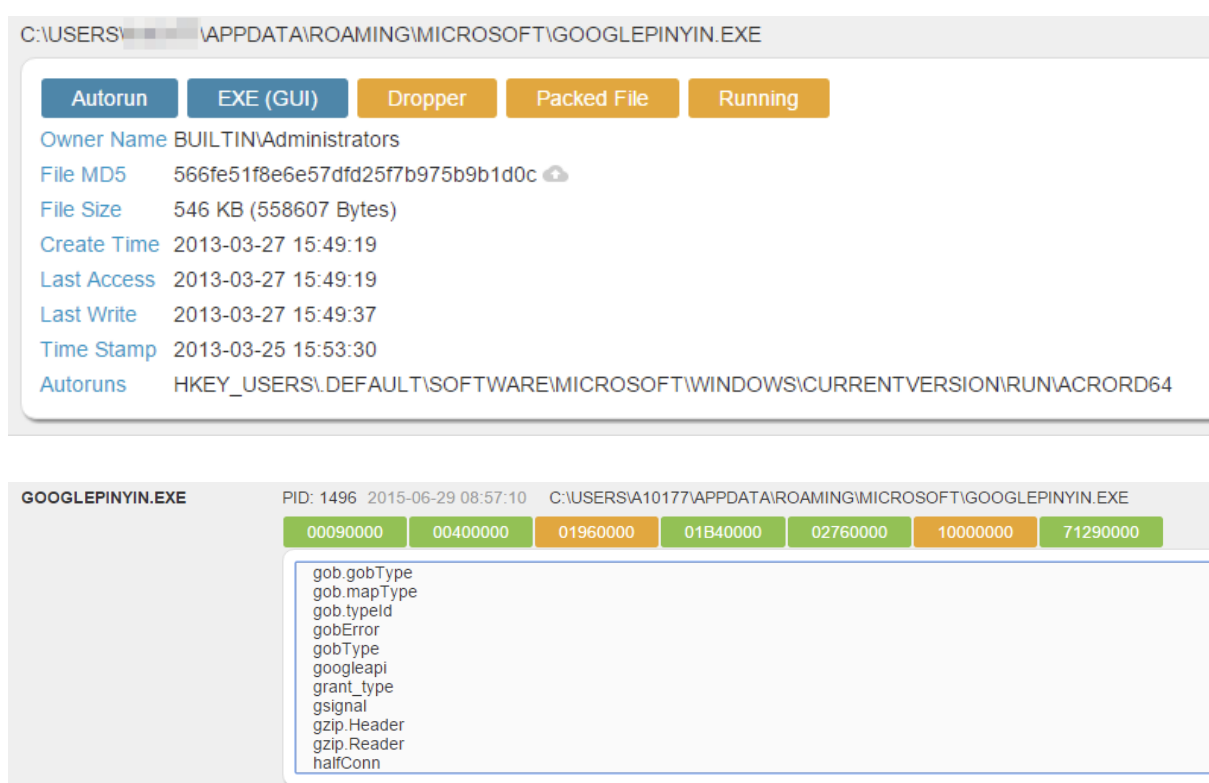 C:\USERS\ \APPDATA\ROAMING\MICROSOFT\GOOGLEPINYIN.EXE
Autorun EXE (GUI) Dropper Packed File Running
Owner Name BUILTIN\Administrators
File MD5 566fe51f8e6e57dfd25f7b975b9b1d0c
File Size 546 KB (558607 Bytes)
Create Time 2013-03-27 15:49:19
Last Access 2013-03-27 15:49:19
Last Write 2013-03-27 15:49:37
Time Stamp 2013-03-25 15:53:30
Autoruns HKEY_USERS\.DEFAULT\SOFTWARE\MICROSOFT\WINDOWS\CURRENTVERSION\RUN\ACRORD64
GOOGLEPINYIN.EXE PID: 1496 2015-06-29 08:57:10 C:\USERS\A10177\APPDATA\ROAMING\MICROSOFT\GOOGLEPINYIN.EXE
00090000 00400000 01960000 01B40000 02760000 10000000 71290000
gob.gobType
gob.mapType
gob.typeId
gobError
gobType
googleapi
grant_type
gsignal
gzip.Header
gzip.Reader
halfConn